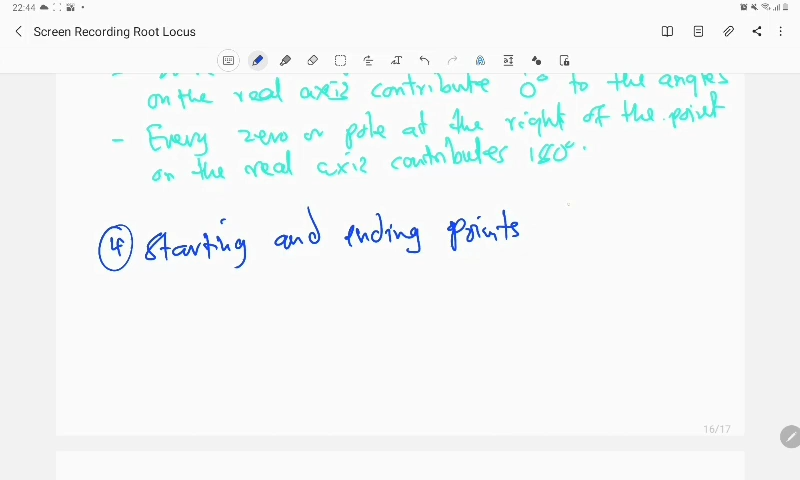 22:44
Screen Recording Root Locus
on the real axis contribute 0° to the angles
- Every zero or pole at the right of the point
on the real axis contributes 180°.
④ Starting and ending points
16/17